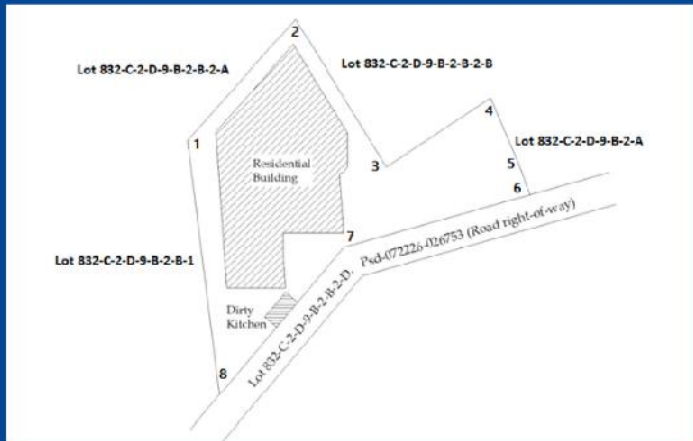 2
Lot 832-C-2-D-9-B-2-B-2-A
Lot 832-C-2-D-9-B-2-B-2-B
4
1
Lot 832-C-2-D-9-B-2-A
Residential
Building
3
5
6
7
Psd-072226-026753 (Road right-of-way)
Lot 832-C-2-D-9-B-2-B-1
Lot 832-C-2-D-9-B-2-B-2-D.
Dirty
Kitchen
8